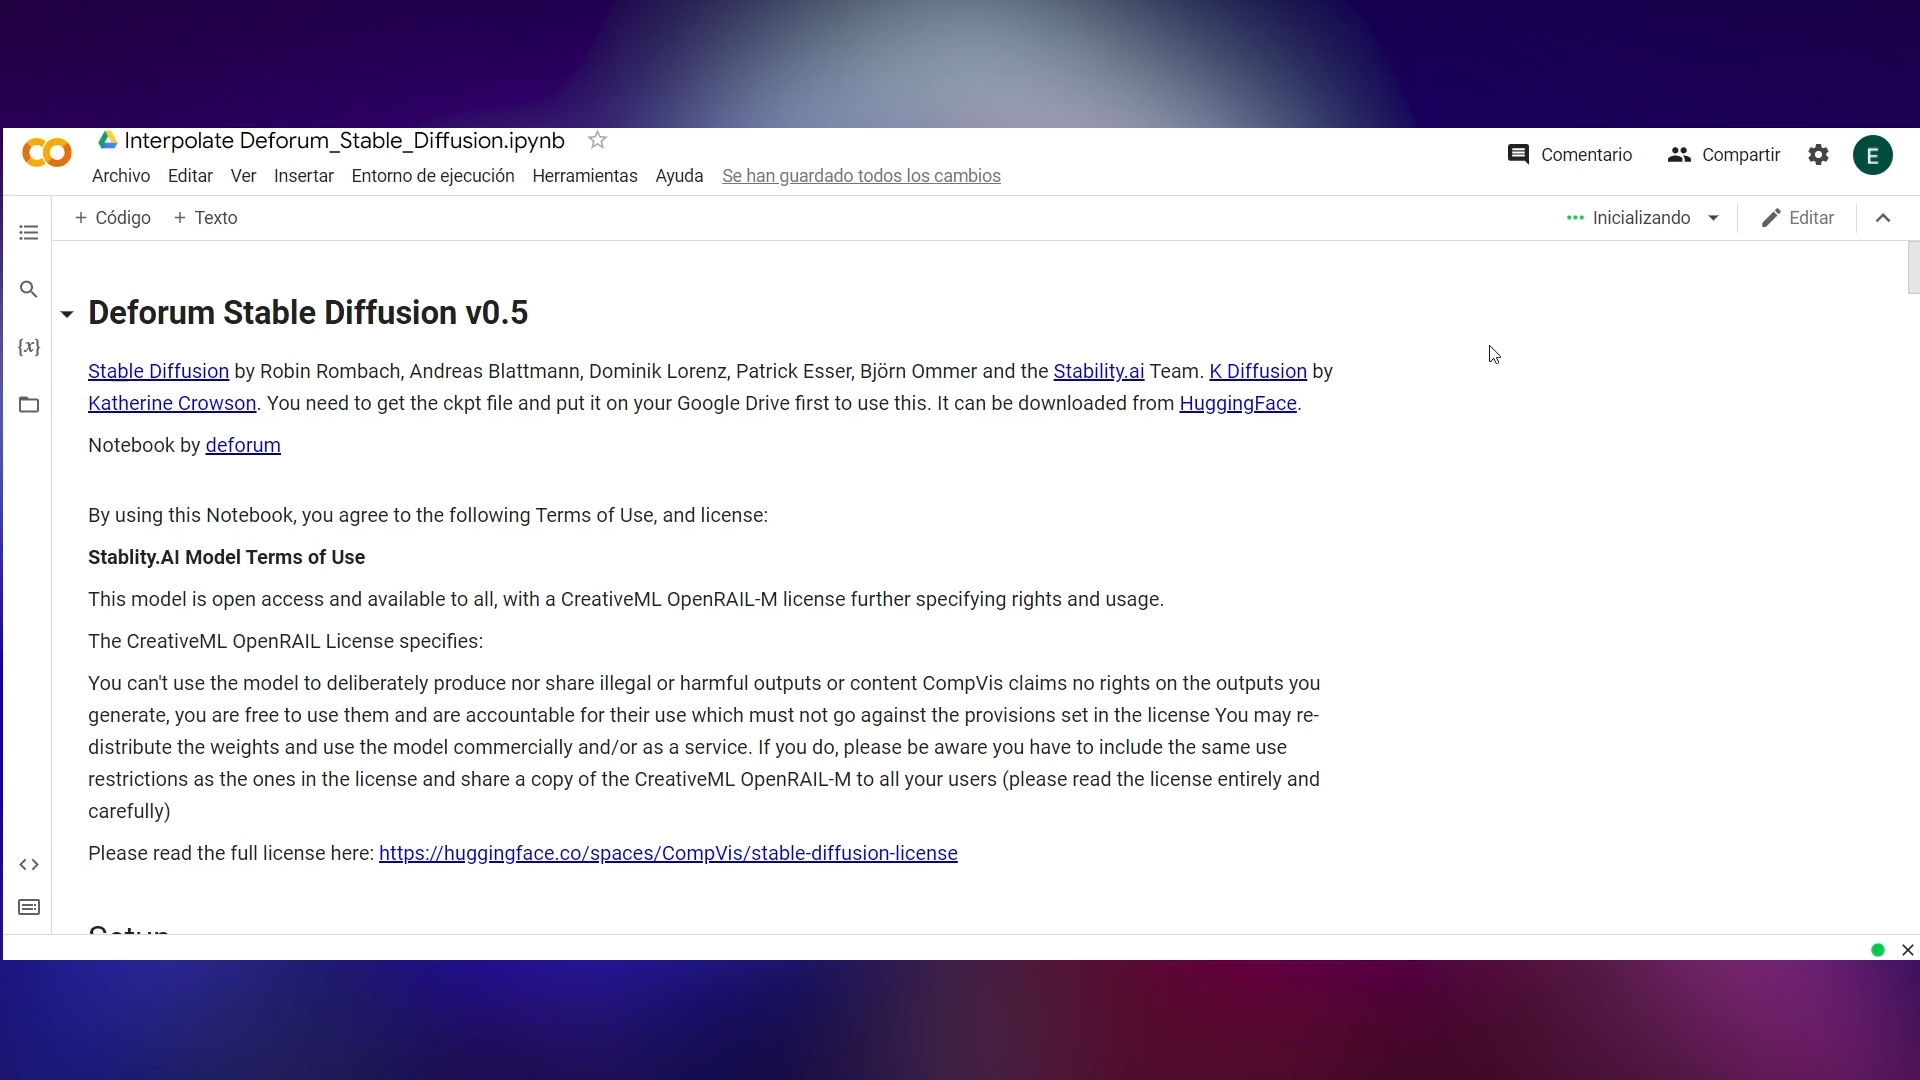 Interpolate Deforum_Stable_Diffusion.ipynb
Comentario
Compartir
E
Archivo Editar Ver Insertar Entorno de ejecución Herramientas Ayuda Se han guardado todos los cambios
+ Código + Texto
Inicializando
Editar
{x}
Deforum Stable Diffusion v0.5
Stable Diffusion by Robin Rombach, Andreas Blattmann, Dominik Lorenz, Patrick Esser, Björn Ommer and the Stability.ai Team. K Diffusion by
Katherine Crowson. You need to get the ckpt file and put it on your Google Drive first to use this. It can be downloaded from HuggingFace.
Notebook by deforum
By using this Notebook, you agree to the following Terms of Use, and license:
Stablity.AI Model Terms of Use
This model is open access and available to all, with a CreativeML OpenRAIL-M license further specifying rights and usage.
The CreativeML OpenRAIL License specifies:
You can't use the model to deliberately produce nor share illegal or harmful outputs or content CompVis claims no rights on the outputs you
generate, you are free to use them and are accountable for their use which must not go against the provisions set in the license You may re-
distribute the weights and use the model commercially and/or as a service. If you do, please be aware you have to include the same use
restrictions as the ones in the license and share a copy of the CreativeML OpenRAIL-M to all your users (please read the license entirely and
carefully)
Please read the full license here: https://huggingface.co/spaces/CompVis/stable-diffusion-license
Setup